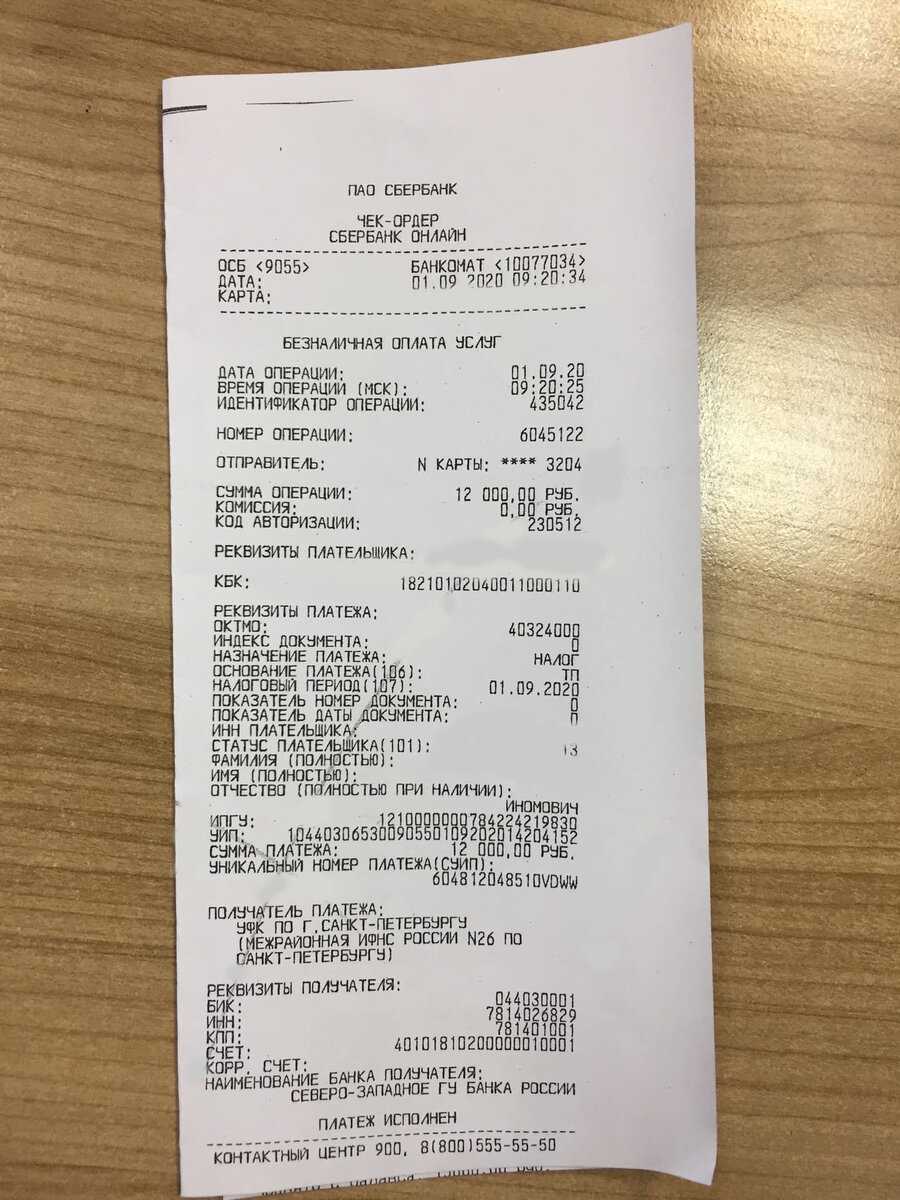 ПАО СБЕРБАНК
ЧЕК-ОРДЕР
СБЕРБАНК ОНЛАЙН
ОСБ <9055> БАНКОМАТ <10077034>
ДАТА: 01.09 2020 09:20:34
КАРТА:
БЕЗНАЛИЧНАЯ ОПЛАТА УСЛУГ
ДАТА ОПЕРАЦИИ: 01.09.20
ВРЕМЯ ОПЕРАЦИИ (МСК): 09:20:25
ИДЕНТИФИКАТОР ОПЕРАЦИИ: 435042
НОМЕР ОПЕРАЦИИ: 6045122
ОТПРАВИТЕЛЬ: N КАРТЫ: **** 3204
СУММА ОПЕРАЦИИ: 12 000,00 РУБ.
КОМИССИЯ: 0,00 РУБ.
КОД АВТОРИЗАЦИИ: 230512
РЕКВИЗИТЫ ПЛАТЕЛЬЩИКА:
КБК: 18210102040011000110
РЕКВИЗИТЫ ПЛАТЕЖА:
ОКТМО: 40324000
ИНДЕКС ДОКУМЕНТА: 0
НАЗНАЧЕНИЕ ПЛАТЕЖА: НАЛОГ
ОСНОВАНИЕ ПЛАТЕЖА(106): ТП
НАЛОГОВЫЙ ПЕРИОД(107): 01.09.2020
ПОКАЗАТЕЛЬ НОМЕР ДОКУМЕНТА: 0
ПОКАЗАТЕЛЬ ДАТЫ ДОКУМЕНТА: 0
ИНН ПЛАТЕЛЬЩИКА:
СТАТУС ПЛАТЕЛЬЩИКА(101): 13
ФАМИЛИЯ (ПОЛНОСТЬЮ):
ИМЯ (ПОЛНОСТЬЮ):
ОТЧЕСТВО (ПОЛНОСТЬЮ ПРИ НАЛИЧИИ):
ИНОМОВИЧ
ИПГУ: 1210000000784224219830
УИП: 10440306530090550109202014204152
СУММА ПЛАТЕЖА: 12 000,00 РУБ.
УНИКАЛЬНЫЙ НОМЕР ПЛАТЕЖА(СУИП):
604812048510VDWW
ПОЛУЧАТЕЛЬ ПЛАТЕЖА:
УФК ПО Г.САНКТ-ПЕТЕРБУРГУ
(МЕЖРАЙОННАЯ ИФНС РОССИИ N26 ПО
САНКТ-ПЕТЕРБУРГУ)
РЕКВИЗИТЫ ПОЛУЧАТЕЛЯ:
БИК: 044030001
ИНН: 7814026829
КПП: 781401001
СЧЕТ: 40101810200000010001
КОРР. СЧЕТ:
НАИМЕНОВАНИЕ БАНКА ПОЛУЧАТЕЛЯ:
СЕВЕРО-ЗАПАДНОЕ ГУ БАНКА РОССИИ
ПЛАТЕЖ ИСПОЛНЕН
КОНТАКТНЫЙ ЦЕНТР 900, 8(800)555-55-50